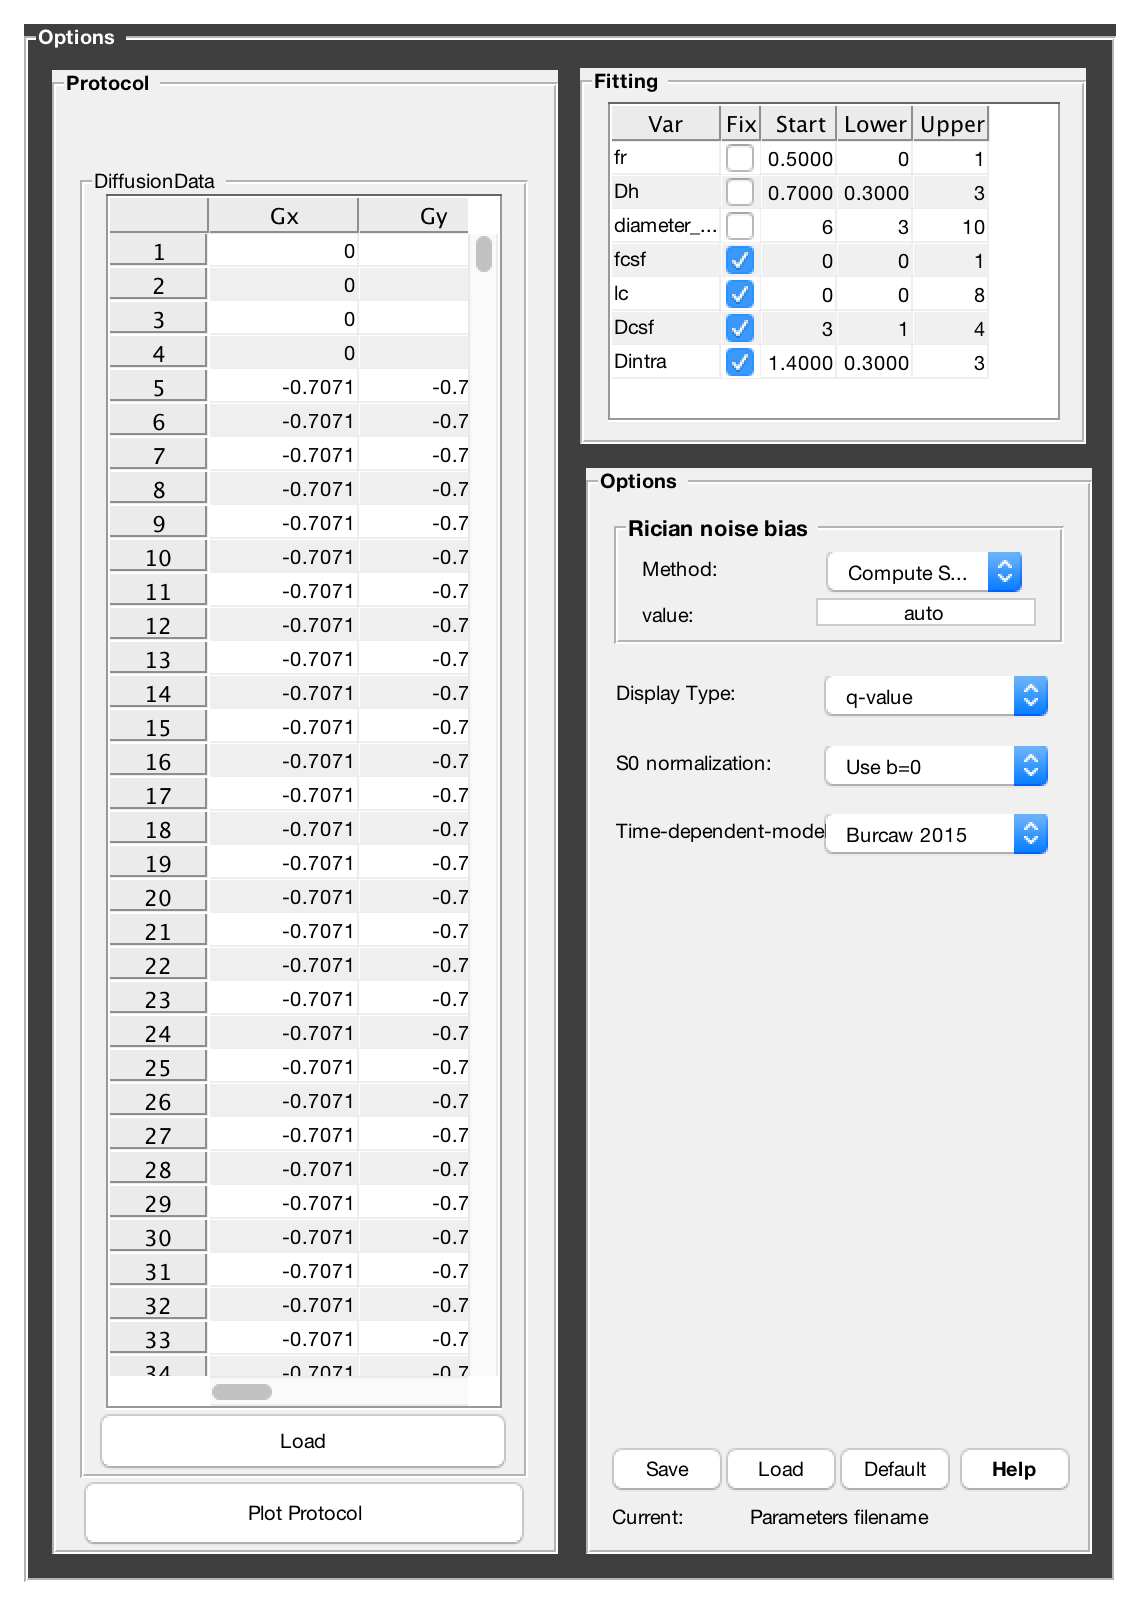 Options
Protocol
DiffusionData
Gx Gy
1 0
2 0
3 0
4 0
5 -0.7071 -0.7
6 -0.7071 -0.7
7 -0.7071 -0.7
8 -0.7071 -0.7
9 -0.7071 -0.7
10 -0.7071 -0.7
11 -0.7071 -0.7
12 -0.7071 -0.7
13 -0.7071 -0.7
14 -0.7071 -0.7
15 -0.7071 -0.7
16 -0.7071 -0.7
17 -0.7071 -0.7
18 -0.7071 -0.7
19 -0.7071 -0.7
20 -0.7071 -0.7
21 -0.7071 -0.7
22 -0.7071 -0.7
23 -0.7071 -0.7
24 -0.7071 -0.7
25 -0.7071 -0.7
26 -0.7071 -0.7
27 -0.7071 -0.7
28 -0.7071 -0.7
29 -0.7071 -0.7
30 -0.7071 -0.7
31 -0.7071 -0.7
32 -0.7071 -0.7
33 -0.7071 -0.7
34 -0.7071 -0.7
Load
Plot Protocol
Fitting
Var Fix Start Lower Upper
fr 0.5000 0 1
Dh 0.7000 0.3000 3
diameter_... 6 3 10
fcsf 0 0 1
lc 0 0 8
Dcsf 3 1 4
Dintra 1.4000 0.3000 3
Options
Rician noise bias
Method: Compute S...
value: auto
Display Type: q-value
S0 normalization: Use b=0
Time-dependent-model Burcaw 2015
Save Load Default Help
Current: Parameters filename